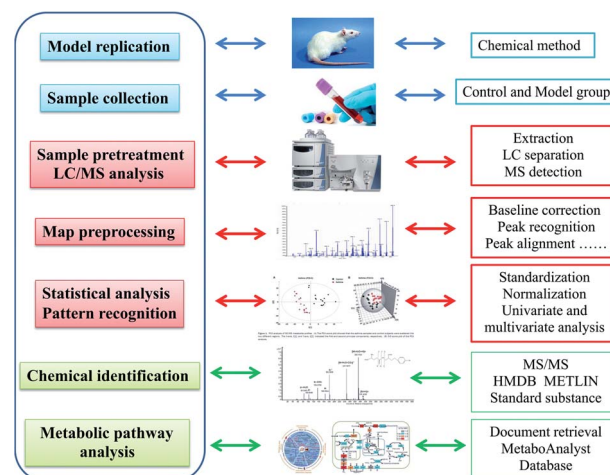 Model replication
Chemical method
Sample collection
Control and Model group
Sample pretreatment
LC/MS analysis
Extraction
LC separation
MS detection
Map preprocessing
Baseline correction
Peak recognition
Peak alignment ……
Statistical analysis
Pattern recognition
Standardization
Normalization
Univariate and
multivariate analysis
Chemical identification
MS/MS
HMDB METLIN
Standard substance
Metabolic pathway
analysis
Document retrieval
MetaboAnalyst
Database